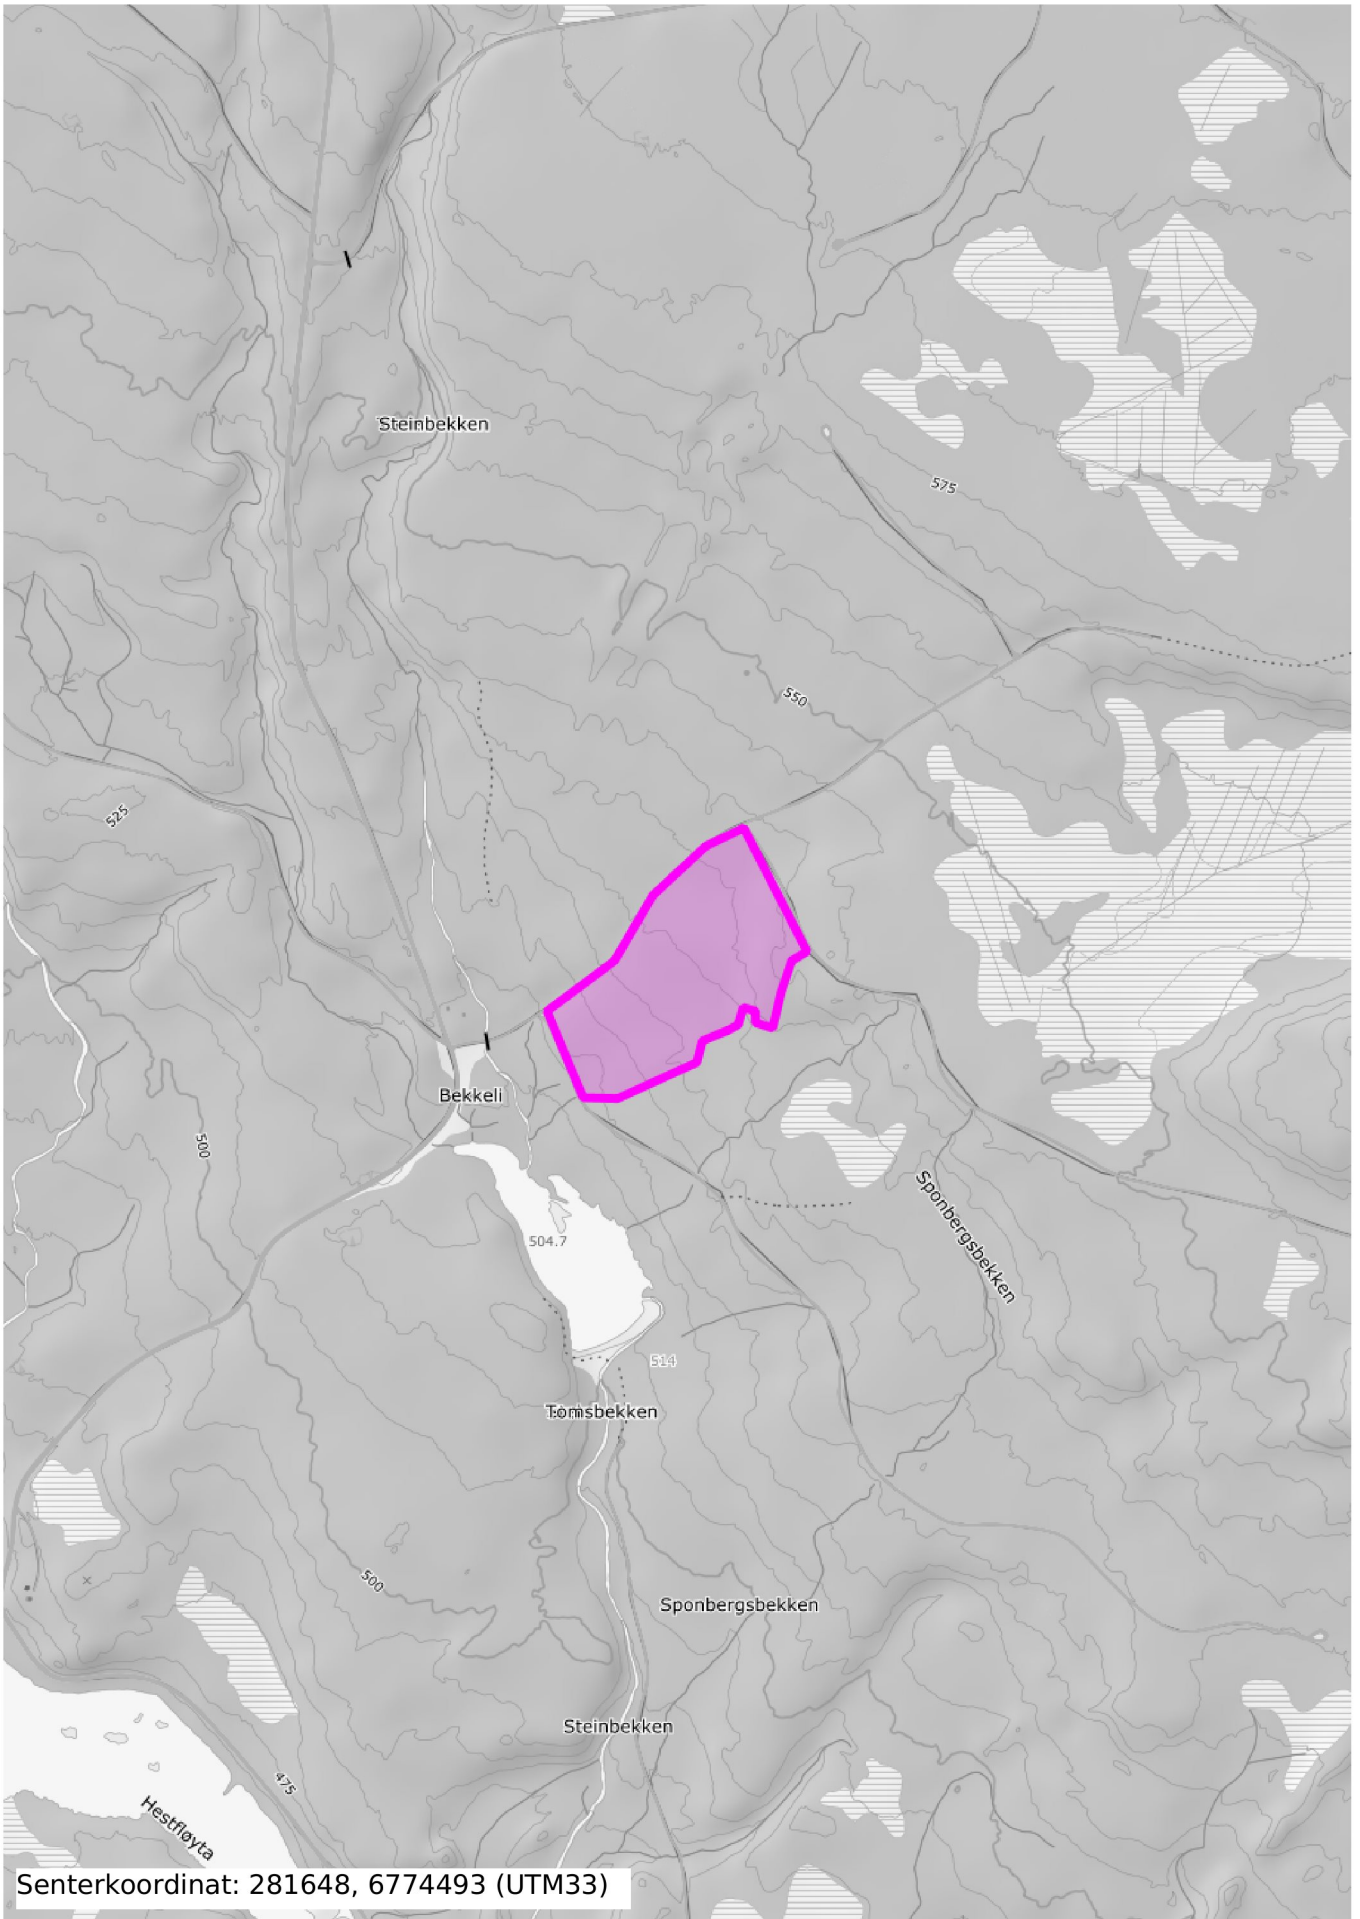 Steinbekken
575
550
525
Bekkeli
500
Sponbergsbekken
504.7
514
Tomsbekken
500
Sponbergsbekken
Steinbekken
475
Hestfløyta
Senterkoordinat: 281648, 6774493 (UTM33)